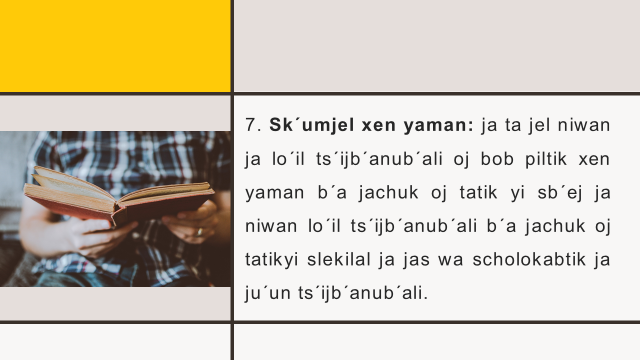 7. Sk´umjel xen yaman: ja ta jel niwan
ja lo´il ts´ijb´anub´ali oj bob piltik xen
yaman b´a jachuk oj tatik yi sb´ej ja
niwan lo´il ts´ijb´anub´ali b´a jachuk oj
tatikyi slekilal ja jas wa scholokabtik ja
ju´un ts´ijb´anub´ali.